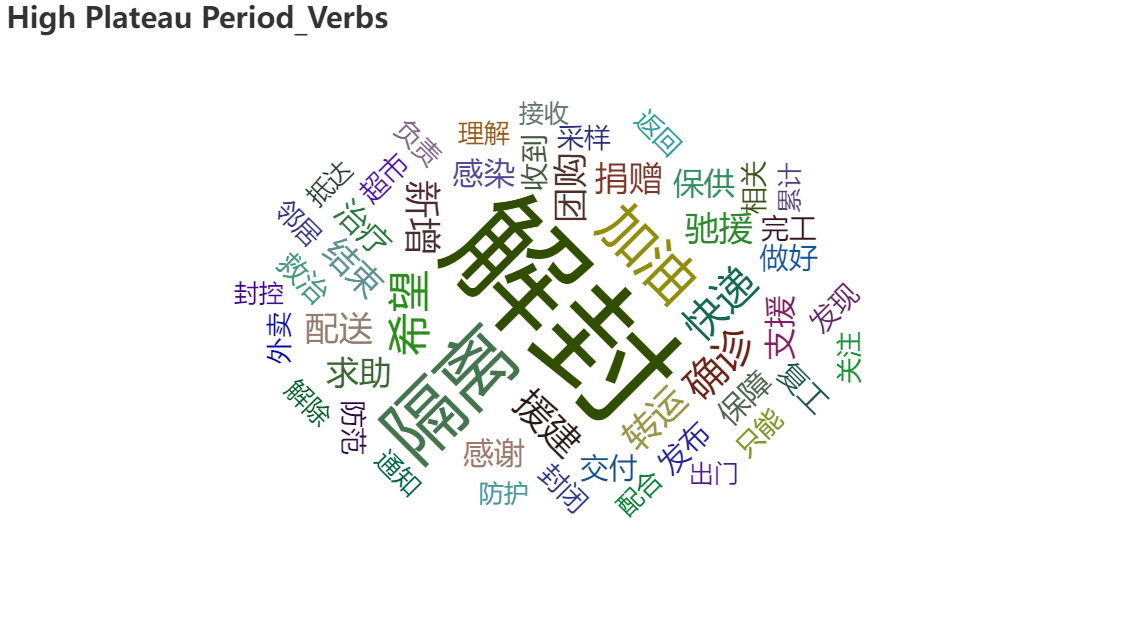 High Plateau Period_Verbs
接收
返回
负责
理解
收到
采样
抵达
超市
感染
团购
捐赠
保供
相关
累计
邻居
治疗
新增
解封
加油
驰援
完工
救治
结束
希望
快递
做好
封控
外卖
配送
支援
发现
求助
隔离
确诊
关注
解除
防范
援建
转运
保障
复工
通知
感谢
交付
发布
只能
防护
封闭
配合
出门